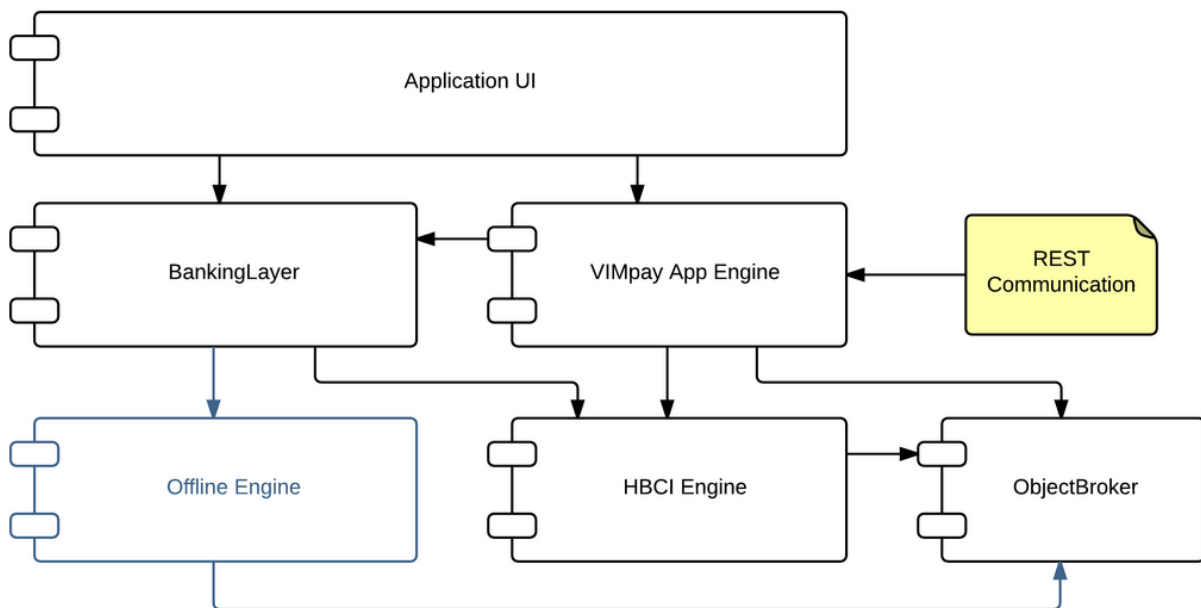 Application UI
BankingLayer
VIMpay App Engine
REST
Communication
Offline Engine
HBCI Engine
ObjectBroker